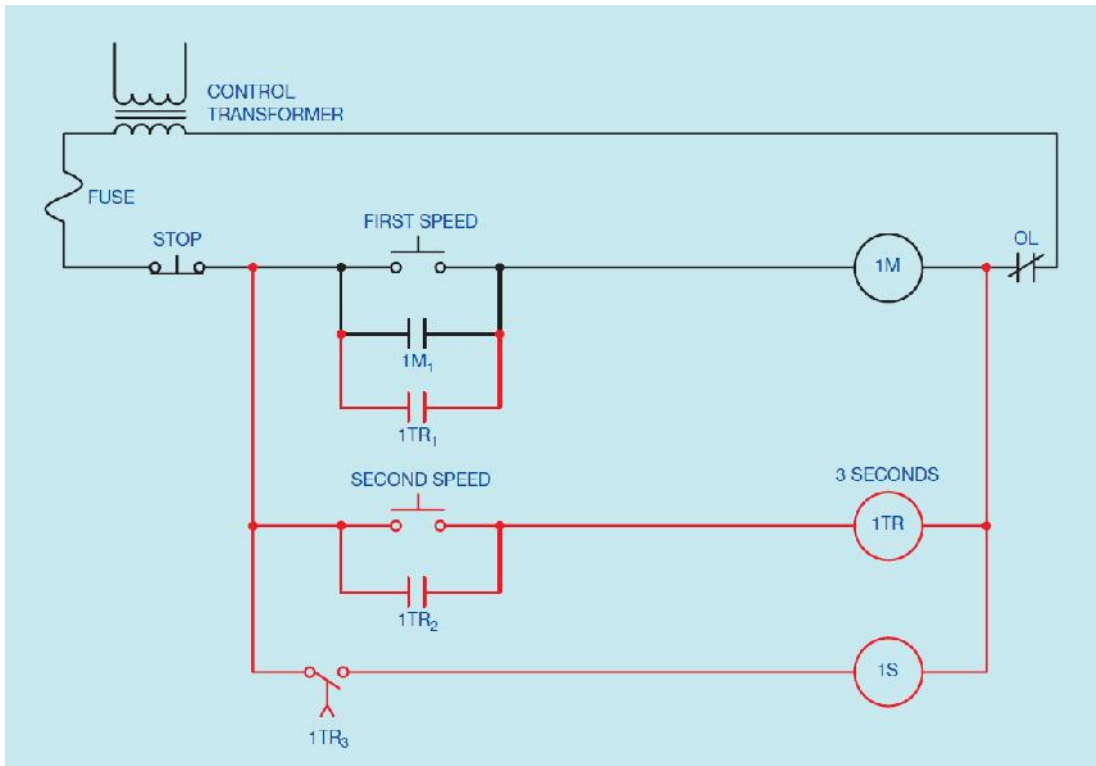 CONTROL
TRANSFORMER
FUSE
STOP
FIRST SPEED
OL
1M
1M₁
1TR₁
SECOND SPEED
3 SECONDS
1TR
1TR₂
1S
1TR₃